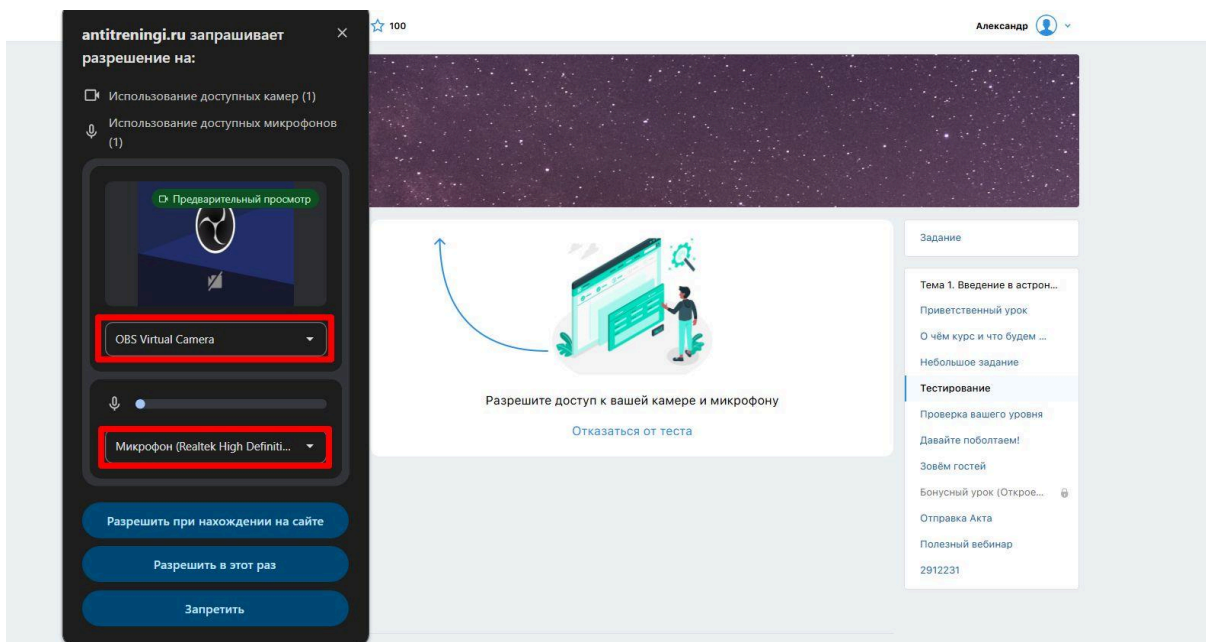 antitreningi.ru запрашивает
разрешение на:
Использование доступных камер (1)
Использование доступных микрофонов
(1)
Предварительный просмотр
OBS Virtual Camera
Микрофон (Realtek High Definiti...
Разрешить при нахождении на сайте
Разрешить в этот раз
Запретить
100
Александр
Разрешите доступ к вашей камере и микрофону
Отказаться от теста
Задание
Тема 1. Введение в астрон...
Приветственный урок
О чём курс и что будем ...
Небольшое задание
Тестирование
Проверка вашего уровня
Давайте поболтаем!
Зовём гостей
Бонусный урок (Открое...
Отправка Акта
Полезный вебинар
2912231